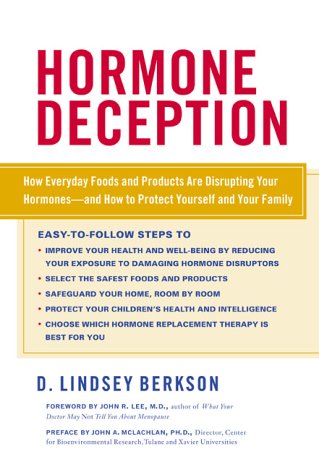 HORMONE
DECEPTION
How Everyday Foods and Products Are Disrupting Your
Hormones—and How to Protect Yourself and Your Family
EASY-TO-FOLLOW STEPS TO
• IMPROVE YOUR HEALTH AND WELL-BEING BY REDUCING
YOUR EXPOSURE TO DAMAGING HORMONE DISRUPTORS
• SELECT THE SAFEST FOODS AND PRODUCTS
• SAFEGUARD YOUR HOME, ROOM BY ROOM
• PROTECT YOUR CHILDREN'S HEALTH AND INTELLIGENCE
• CHOOSE WHICH HORMONE REPLACEMENT THERAPY IS
BEST FOR YOU
D. LINDSEY BERKSON
FOREWORD BY JOHN R. LEE, M.D., author of What Your
Doctor May Not Tell You About Menopause
PREFACE BY JOHN A. MCLACHLAN, PH.D., Director, Center
for Bioenvironmental Research, Tulane and Xavier Universities